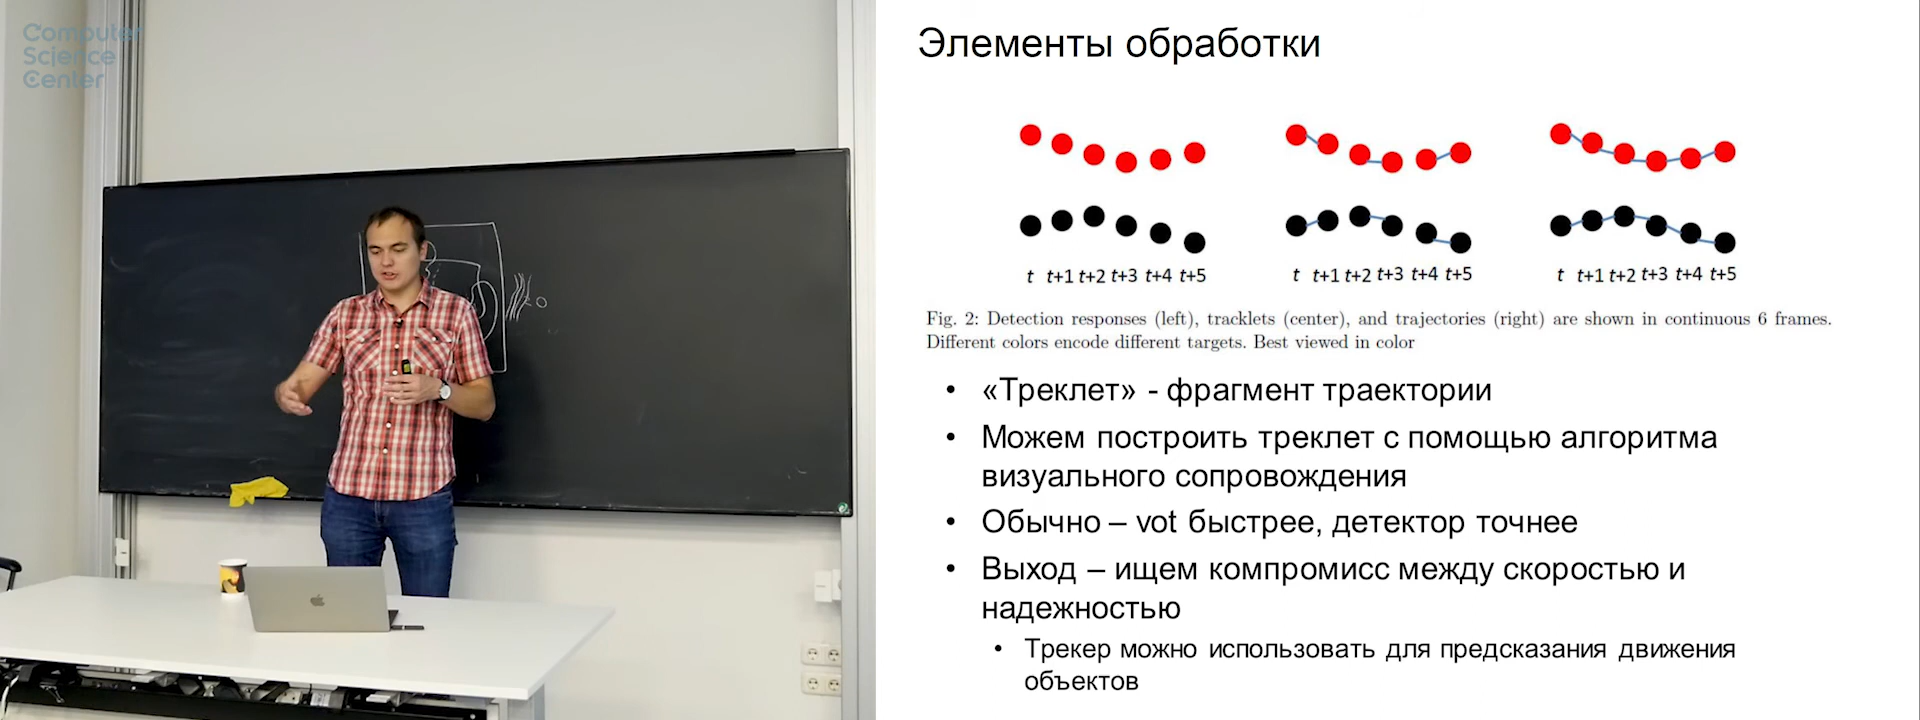 Computer
Science
Center
Элементы обработки
t t+1 t+2 t+3 t+4 t+5
t t+1 t+2 t+3 t+4 t+5
t t+1 t+2 t+3 t+4 t+5
Fig. 2: Detection responses (left), tracklets (center), and trajectories (right) are shown in continuous 6 frames.
Different colors encode different targets. Best viewed in color
• «Треклет» - фрагмент траектории
• Можем построить треклет с помощью алгоритма
визуального сопровождения
• Обычно – vot быстрее, детектор точнее
• Выход – ищем компромисс между скоростью и
надежностью
• Трекер можно использовать для предсказания движения
объектов